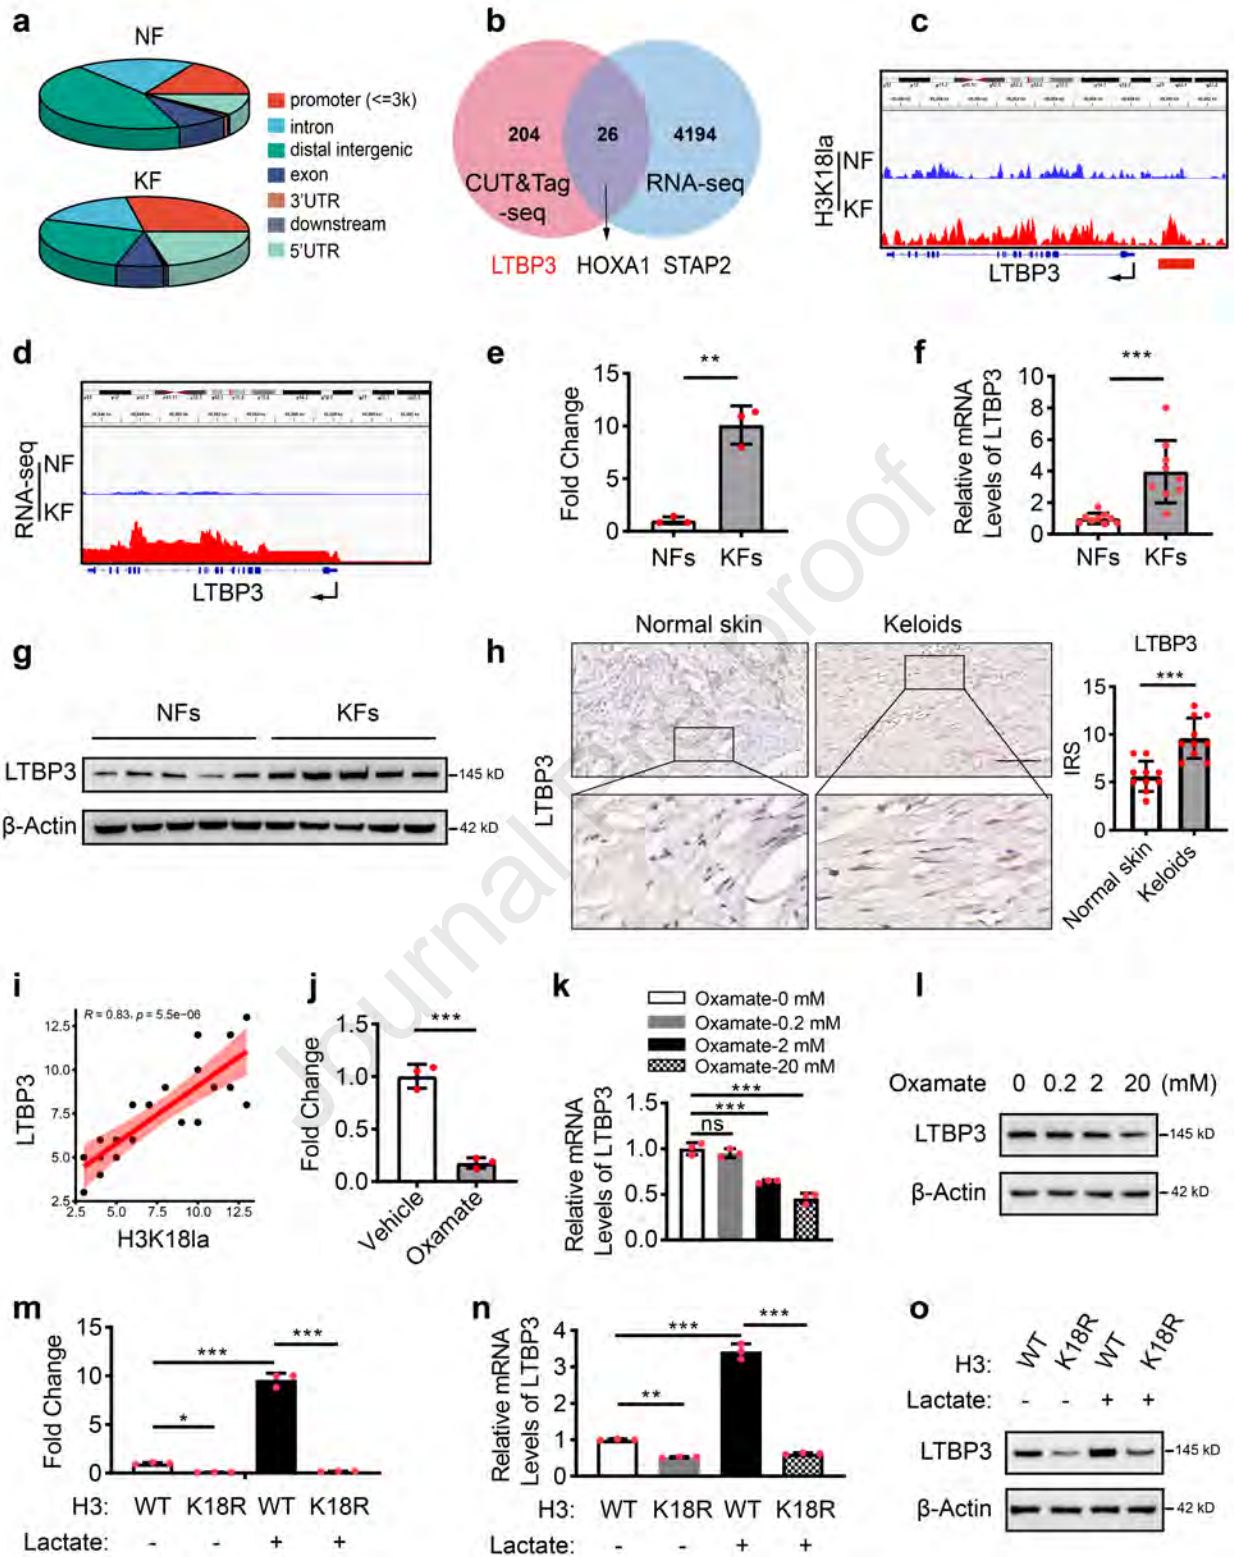 a
NF
promoter (<=3k)
intron
distal intergenic
exon
3'UTR
downstream
5'UTR
KF
b
204
26
4194
CUT&Tag
-seq
RNA-seq
LTBP3
HOXA1
STAP2
c
H3K18la
NF
KF
LTBP3
d
RNA-seq
NF
KF
LTBP3
e
Fold Change
15
10
5
0
**
NFs
KFs
f
Relative mRNA
Levels of LTBP3
10
8
6
4
2
0
***
NFs
KFs
g
NFs
KFs
LTBP3
145 kD
β-Actin
42 kD
h
Normal skin
Keloids
LTBP3
LTBP3
IRS
15
10
5
0
***
Normal skin
Keloids
i
R = 0.83, p = 5.5e-06
LTBP3
12.5
10.0
7.5
5.0
2.5
2.5
5.0
7.5
10.0
12.5
H3K18la
j
Fold Change
1.5
1.0
0.5
0.0
***
Vehicle
Oxamate
k
Oxamate-0 mM
Oxamate-0.2 mM
Oxamate-2 mM
Oxamate-20 mM
Relative mRNA
Levels of LTBP3
1.5
1.0
0.5
0.0
***
***
ns
l
Oxamate 0 0.2 2 20 (mM)
LTBP3
145 kD
β-Actin
42 kD
m
Fold Change
15
10
5
0
***
***
*
H3: WT K18R WT K18R
Lactate: - - + +
n
Relative mRNA
Levels of LTBP3
4
3
2
1
0
***
***
**
H3: WT K18R WT K18R
Lactate: - - + +
o
H3: WT K18R WT K18R
Lactate: - - + +
LTBP3
145 kD
β-Actin
42 kD